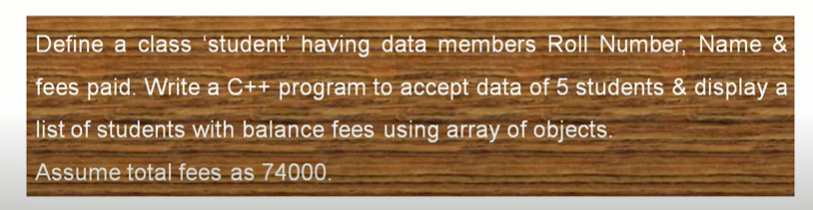 Define a class ‘student’ having data members Roll Number, Name &
fees paid. Write a C++ program to accept data of 5 students & display a
list of students with balance fees using array of objects.
Assume total fees as 74000.